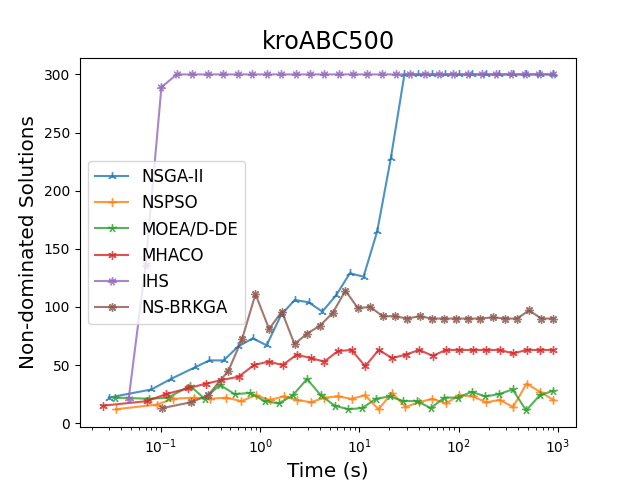 kroABC500
Non-dominated Solutions
300
250
200
150
100
50
0
NSGA-II
NSPSO
MOEA/D-DE
MHACO
IHS
NS-BRKGA
10⁻¹ 10⁰ 10¹ 10² 10³
Time (s)